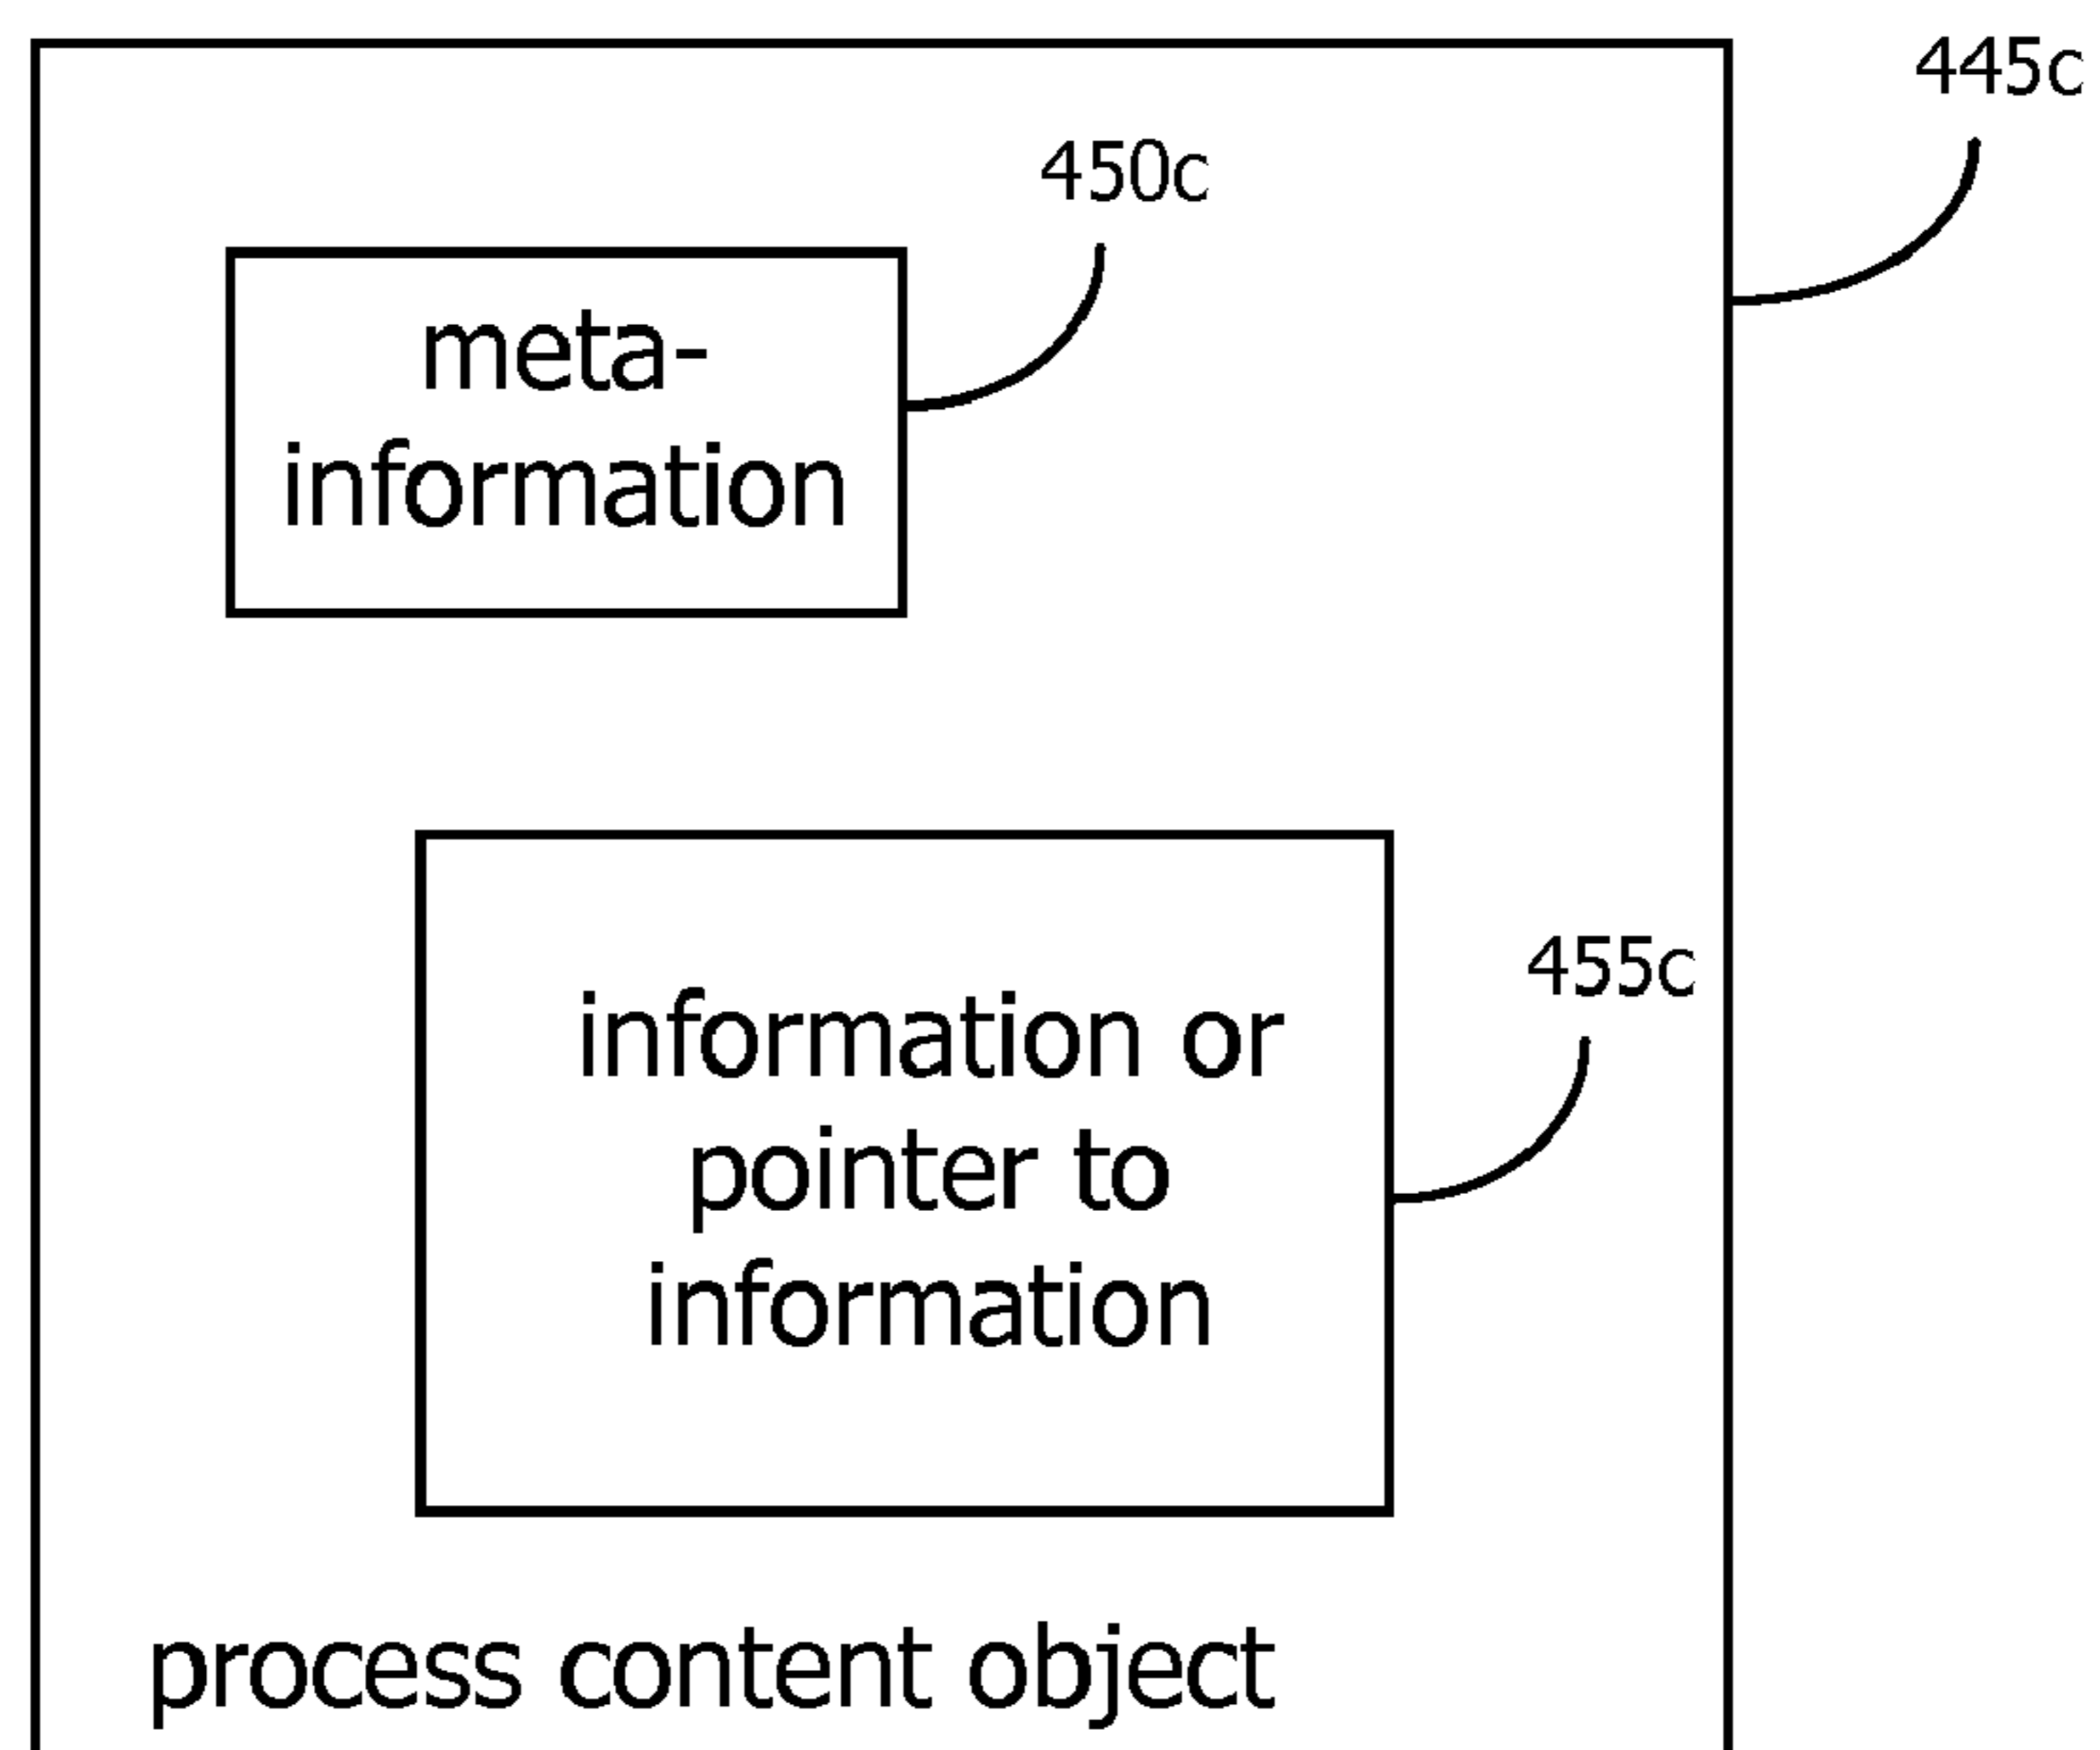 445c
450c
meta-
information
455c
information or
pointer to
information
process content object